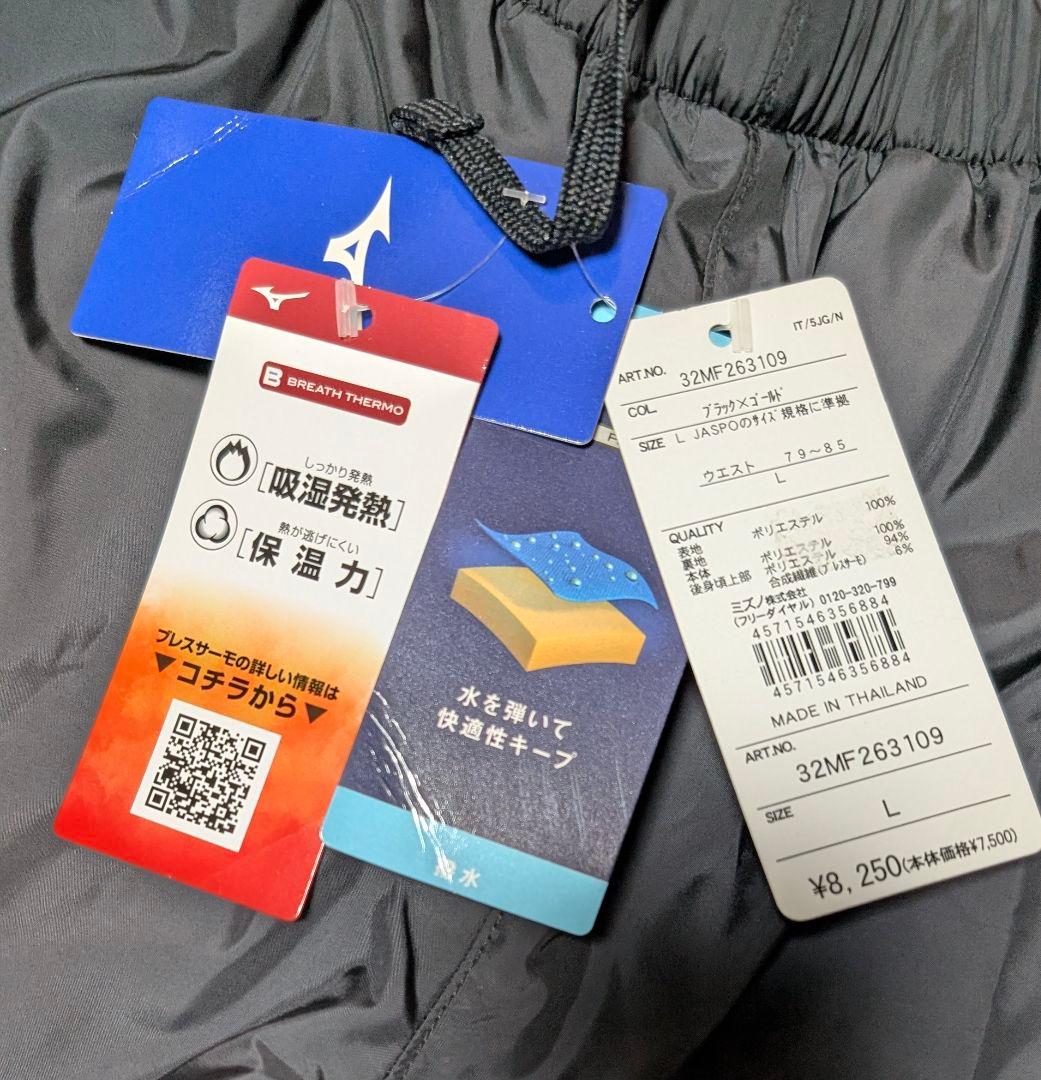 BREATH THERMO
しっかり発熱
[吸湿発熱]
熱が逃げにくい
[保温力]
ブレスサーモの詳しい情報は
▼コチラから▼
水を弾いて
快適性キープ
撥水
IT/5JG/N
ART.NO. 32MF263109
COL. ブラック×ゴールド
SIZE L JASPOのサイズ規格に準拠
ウエスト 79～85
L
QUALITY
表地 ポリエステル 100%
裏地
本体 ポリエステル 100%
後身頃上部 ポリエステル 94%
合成繊維(ブレスサーモ) 6%
ミズノ株式会社
(フリーダイヤル) 0120-320-799
4571546356884
4571546356884
MADE IN THAILAND
ART.NO.
32MF263109
SIZE L
¥8,250(本体価格¥7,500)